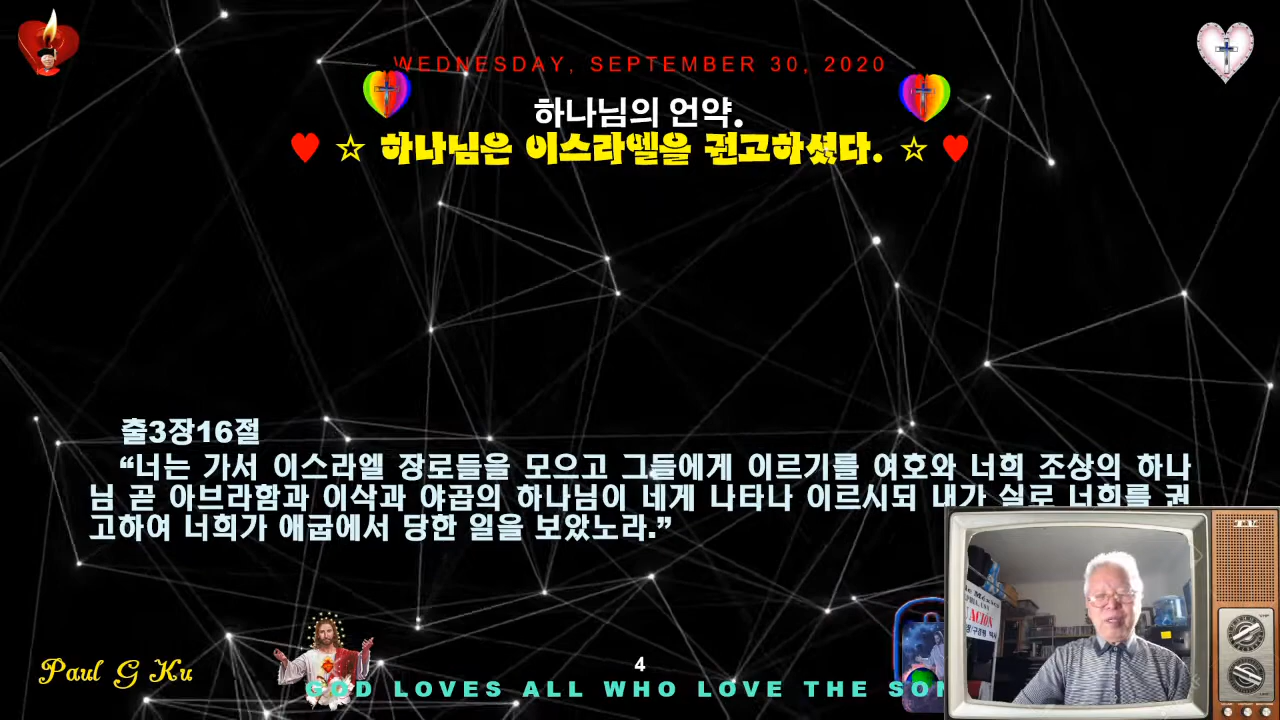 WEDNESDAY, SEPTEMBER 30, 2020
하나님의 언약.
♥ ☆ 하나님은 이스라엘을 권고하셨다. ☆ ♥
출3장16절
“너는 가서 이스라엘 장로들을 모으고 그들에게 이르기를 여호와 너희 조상의 하나
님 곧 아브라함과 이삭과 야곱의 하나님이 네게 나타나 이르시되 내가 실로 너희를 권
고하여 너희가 애굽에서 당한 일을 보았노라.”
ACIÓN
Paul G Ku
4
GOD LOVES ALL WHO LOVE THE SON